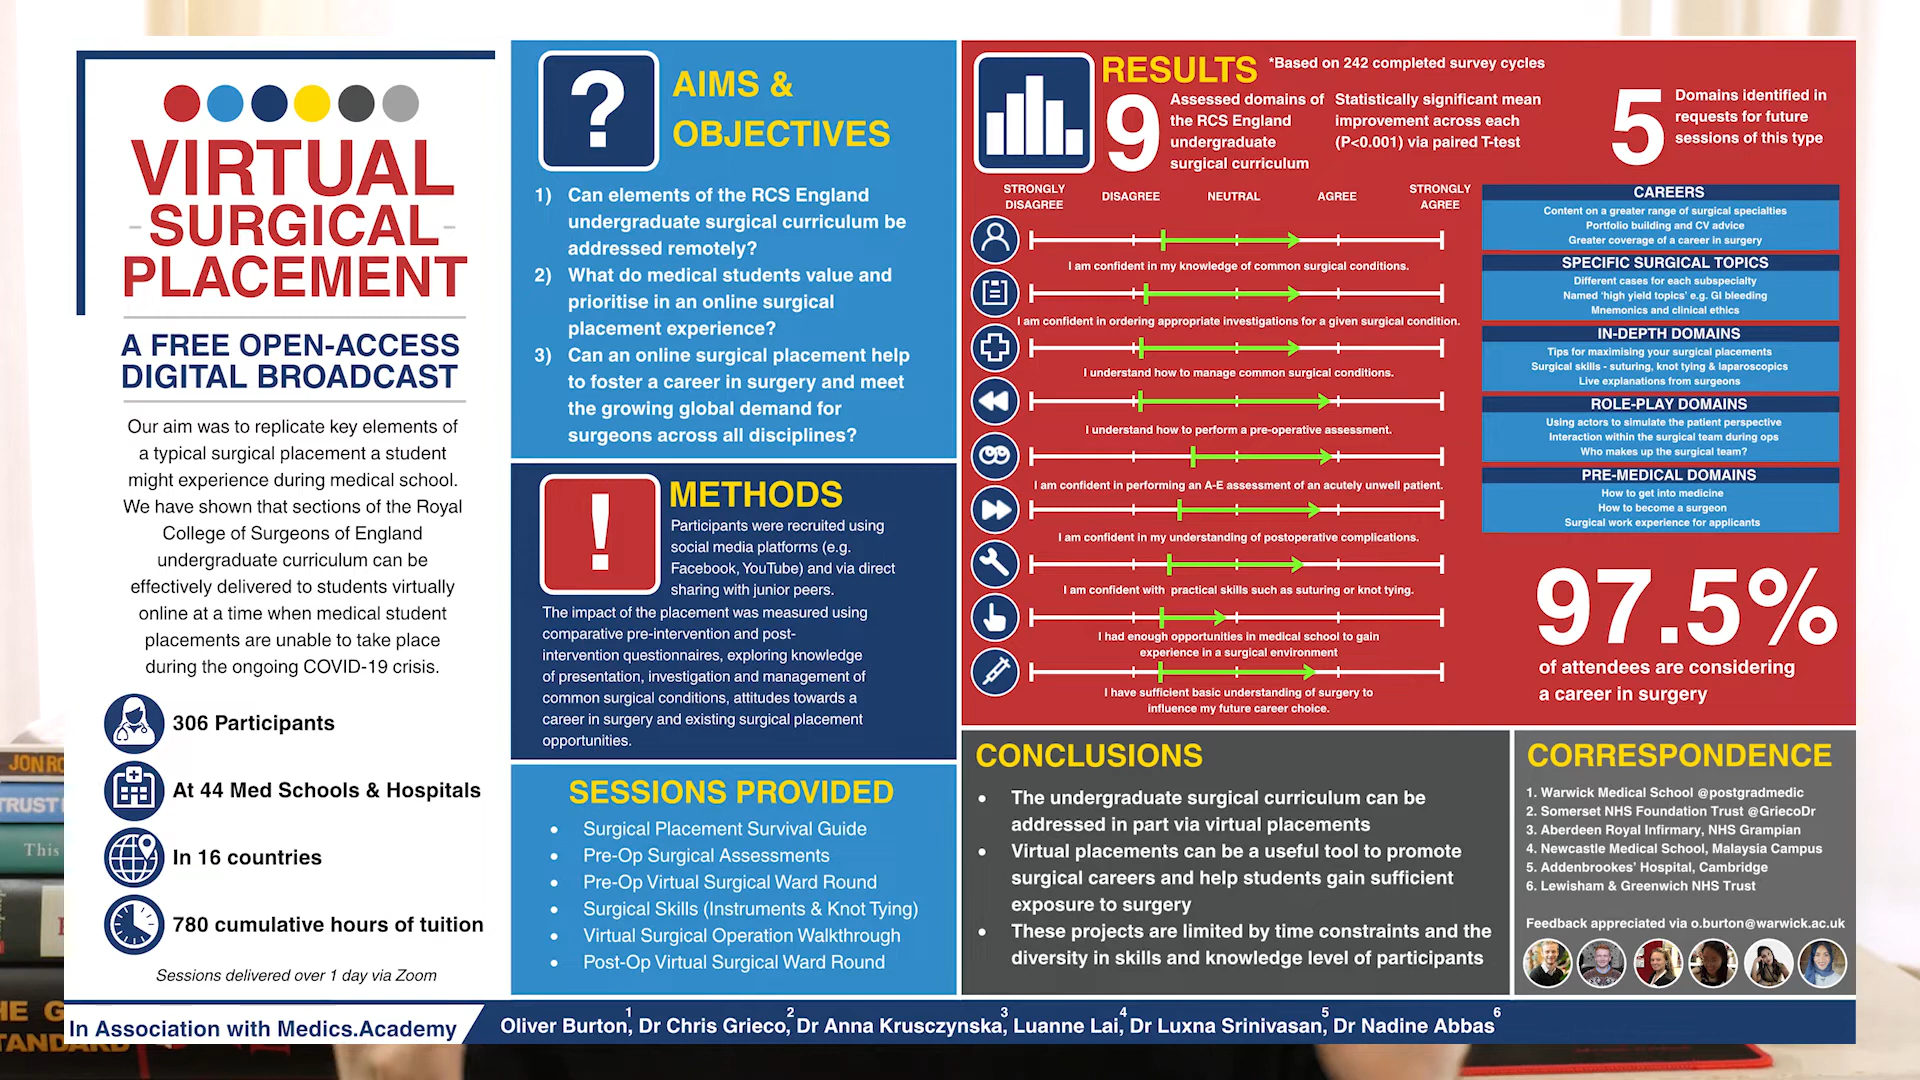 VIRTUAL
-SURGICAL-
PLACEMENT
A FREE OPEN-ACCESS
DIGITAL BROADCAST
Our aim was to replicate key elements of
a typical surgical placement a student
might experience during medical school.
We have shown that sections of the Royal
College of Surgeons of England
undergraduate curriculum can be
effectively delivered to students virtually
online at a time when medical student
placements are unable to take place
during the ongoing COVID-19 crisis.
306 Participants
At 44 Med Schools & Hospitals
In 16 countries
780 cumulative hours of tuition
Sessions delivered over 1 day via Zoom
?
AIMS &
OBJECTIVES
1) Can elements of the RCS England
undergraduate surgical curriculum be
addressed remotely?
2) What do medical students value and
prioritise in an online surgical
placement experience?
3) Can an online surgical placement help
to foster a career in surgery and meet
the growing global demand for
surgeons across all disciplines?
!
METHODS
Participants were recruited using
social media platforms (e.g.
Facebook, YouTube) and via direct
sharing with junior peers.
The impact of the placement was measured using
comparative pre-intervention and post-
intervention questionnaires, exploring knowledge
of presentation, investigation and management of
common surgical conditions, attitudes towards a
career in surgery and existing surgical placement
opportunities.
SESSIONS PROVIDED
• Surgical Placement Survival Guide
• Pre-Op Surgical Assessments
• Pre-Op Virtual Surgical Ward Round
• Surgical Skills (Instruments & Knot Tying)
• Virtual Surgical Operation Walkthrough
• Post-Op Virtual Surgical Ward Round
RESULTS *Based on 242 completed survey cycles
9
Assessed domains of
the RCS England
undergraduate
surgical curriculum
Statistically significant mean
improvement across each
(P<0.001) via paired T-test
5
Domains identified in
requests for future
sessions of this type
STRONGLY DISAGREE
DISAGREE
NEUTRAL
AGREE
STRONGLY AGREE
I am confident in my knowledge of common surgical conditions.
I am confident in ordering appropriate investigations for a given surgical condition.
I understand how to manage common surgical conditions.
I understand how to perform a pre-operative assessment.
I am confident in performing an A-E assessment of an acutely unwell patient.
I am confident in my understanding of postoperative complications.
I am confident with practical skills such as suturing or knot tying.
I had enough opportunities in medical school to gain
experience in a surgical environment
I have sufficient basic understanding of surgery to
influence my future career choice.
CAREERS
Content on a greater range of surgical specialties
Portfolio building and CV advice
Greater coverage of a career in surgery
SPECIFIC SURGICAL TOPICS
Different cases for each subspecialty
Named ‘high yield topics’ e.g. GI bleeding
Mnemonics and clinical ethics
IN-DEPTH DOMAINS
Tips for maximising your surgical placements
Surgical skills - suturing, knot tying & laparoscopics
Live explanations from surgeons
ROLE-PLAY DOMAINS
Using actors to simulate the patient perspective
Interaction within the surgical team during ops
Who makes up the surgical team?
PRE-MEDICAL DOMAINS
How to get into medicine
How to become a surgeon
Surgical work experience for applicants
97.5%
of attendees are considering
a career in surgery
CONCLUSIONS
• The undergraduate surgical curriculum can be
addressed in part via virtual placements
• Virtual placements can be a useful tool to promote
surgical careers and help students gain sufficient
exposure to surgery
• These projects are limited by time constraints and the
diversity in skills and knowledge level of participants
CORRESPONDENCE
1. Warwick Medical School @postgradmedic
2. Somerset NHS Foundation Trust @GriecoDr
3. Aberdeen Royal Infirmary, NHS Grampian
4. Newcastle Medical School, Malaysia Campus
5. Addenbrookes’ Hospital, Cambridge
6. Lewisham & Greenwich NHS Trust
Feedback appreciated via o.burton@warwick.ac.uk
In Association with Medics.Academy
Oliver Burton,1 Dr Chris Grieco,2 Dr Anna Krusczynska,3 Luanne Lai,4 Dr Luxna Srinivasan,5 Dr Nadine Abbas6
JON RO
TRUST
This
HE G
TANDARD